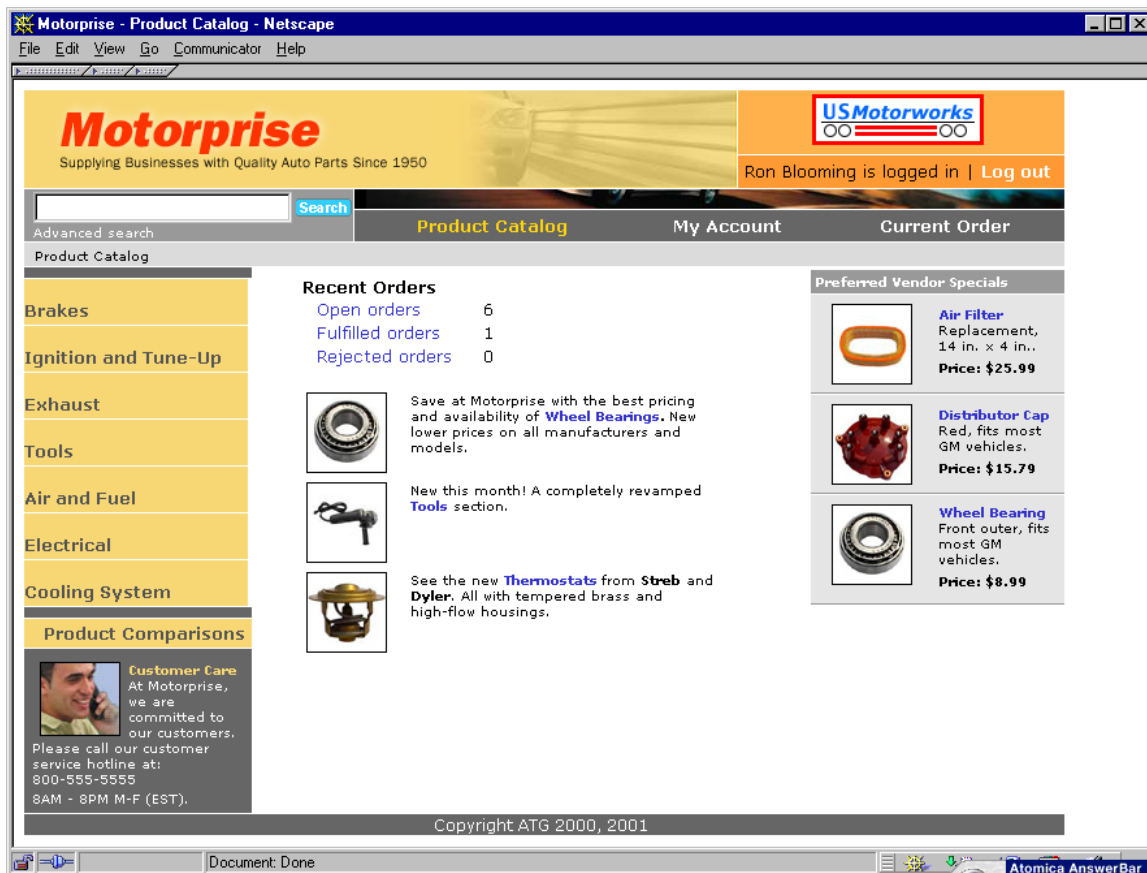 Motorprise - Product Catalog - Netscape
File Edit View Go Communicator Help
Motorprise
Supplying Businesses with Quality Auto Parts Since 1950
USMotorworks
Ron Blooming is logged in | Log out
Search
Advanced search
Product Catalog My Account Current Order
Product Catalog
Brakes
Ignition and Tune-Up
Exhaust
Tools
Air and Fuel
Electrical
Cooling System
Product Comparisons
Customer Care
At Motorprise,
we are
committed to
our customers.
Please call our customer
service hotline at:
800-555-5555
8AM - 8PM M-F (EST).
Recent Orders
Open orders 6
Fulfilled orders 1
Rejected orders 0
Save at Motorprise with the best pricing
and availability of Wheel Bearings. New
lower prices on all manufacturers and
models.
New this month! A completely revamped
Tools section.
See the new Thermostats from Streb and
Dyler. All with tempered brass and
high-flow housings.
Preferred Vendor Specials
Air Filter
Replacement,
14 in. x 4 in..
Price: $25.99
Distributor Cap
Red, fits most
GM vehicles.
Price: $15.79
Wheel Bearing
Front outer, fits
most GM
vehicles.
Price: $8.99
Copyright ATG 2000, 2001
Document: Done
Atomica AnswerBar